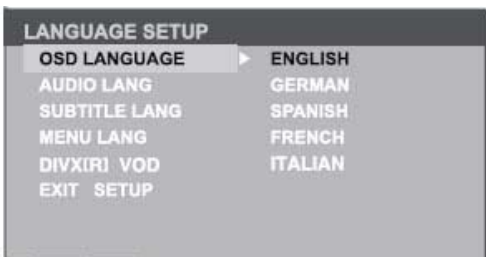 LANGUAGE SETUP
OSD LANGUAGE ENGLISH
AUDIO LANG GERMAN
SUBTITLE LANG SPANISH
MENU LANG FRENCH
DIVX[R] VOD ITALIAN
EXIT SETUP